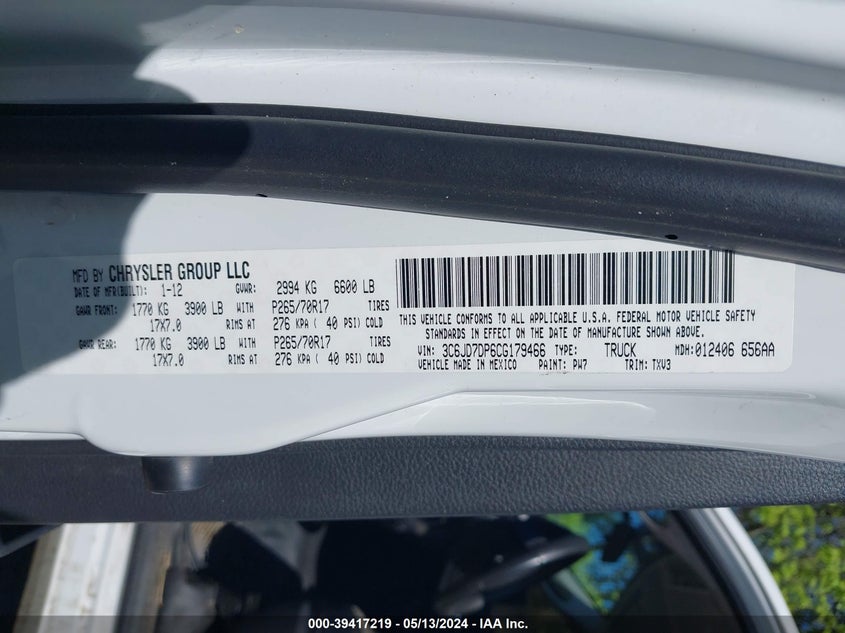 MFD BY CHRYSLER GROUP LLC
DATE OF MFR(BUILT): 1-12 GVWR: 2994 KG 6600 LB
GAWR FRONT: 1770 KG 3900 LB WITH P265/70R17 TIRES
17X7.0 RIMS AT 276 KPA ( 40 PSI) COLD
GAWR REAR: 1770 KG 3900 LB WITH P265/70R17 TIRES
17X7.0 RIMS AT 276 KPA ( 40 PSI) COLD
THIS VEHICLE CONFORMS TO ALL APPLICABLE U.S.A. FEDERAL MOTOR VEHICLE SAFETY
STANDARDS IN EFFECT ON THE DATE OF MANUFACTURE SHOWN ABOVE.
VIN: 3C6JD7DP6CG179466 TYPE: TRUCK MDH: 012406 656AA
VEHICLE MADE IN MEXICO PAINT: PW7 TRIM: TXV3
000-39417219 - 05/13/2024 - IAA Inc.